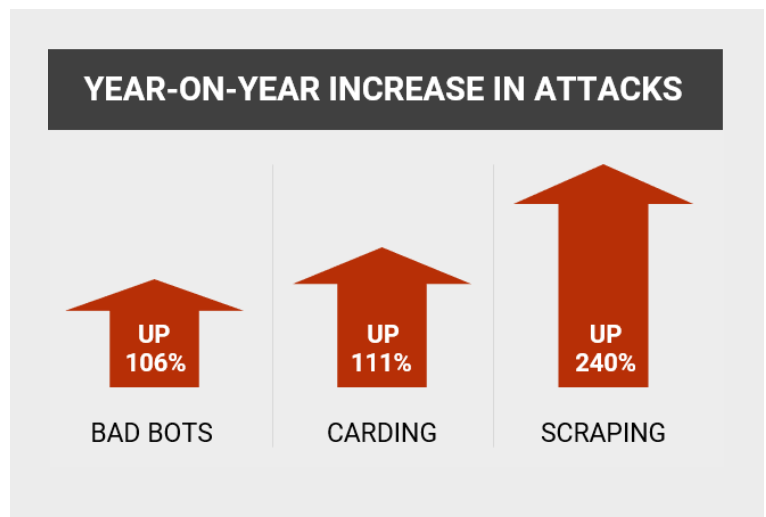 YEAR-ON-YEAR INCREASE IN ATTACKS
UP
106%
BAD BOTS
UP
111%
CARDING
UP
240%
SCRAPING